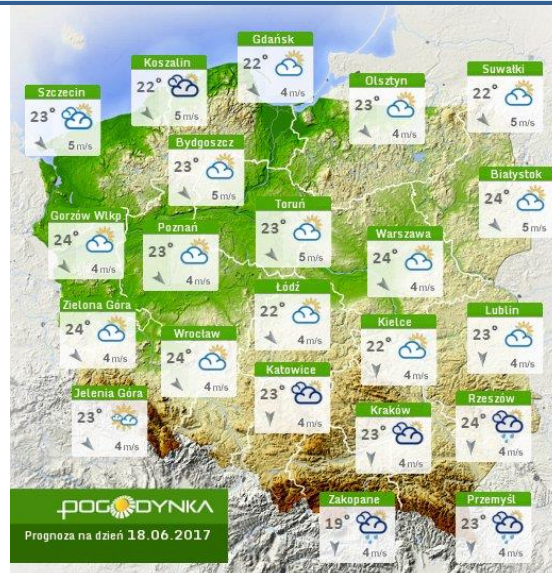 Gdańsk
22°
4 m/s
Koszalin
22°
5 m/s
Suwałki
22°
5 m/s
Olsztyn
23°
4 m/s
Szczecin
23°
5 m/s
Bydgoszcz
23°
5 m/s
Białystok
24°
5 m/s
Toruń
23°
5 m/s
Gorzów Wlkp
24°
4 m/s
Poznań
23°
4 m/s
Warszawa
24°
4 m/s
Łódź
22°
4 m/s
Zielona Góra
24°
4 m/s
Lublin
23°
4 m/s
Kielce
22°
4 m/s
Wrocław
24°
4 m/s
Katowice
23°
4 m/s
Jelenia Góra
23°
4 m/s
Rzeszów
24°
4 m/s
Kraków
23°
4 m/s
Zakopane
19°
4 m/s
Przemyśl
23°
4 m/s
POGODYNKA
Prognoza na dzień 18.06.2017